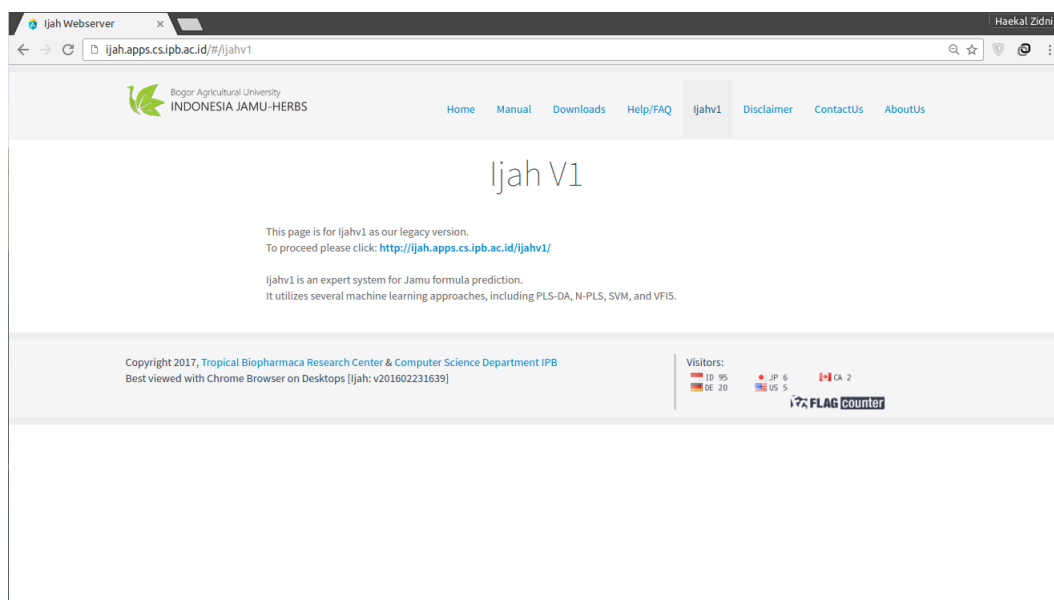 Ijah Webserver
Haekal Zidni
ijah.apps.cs.ipb.ac.id/#/ijahv1
Bogor Agricultural University
INDONESIA JAMU-HERBS
Home Manual Downloads Help/FAQ Ijahv1 Disclaimer ContactUs AboutUs
Ijah V1
This page is for Ijahv1 as our legacy version.
To proceed please click: http://ijah.apps.cs.ipb.ac.id/ijahv1/
Ijahv1 is an expert system for Jamu formula prediction.
It utilizes several machine learning approaches, including PLS-DA, N-PLS, SVM, and VFI5.
Copyright 2017, Tropical Biopharmaca Research Center & Computer Science Department IPB
Best viewed with Chrome Browser on Desktops [Ijah: v201602231639]
Visitors:
ID 95 JP 6 CA 2
DE 20 US 5
FLAG counter